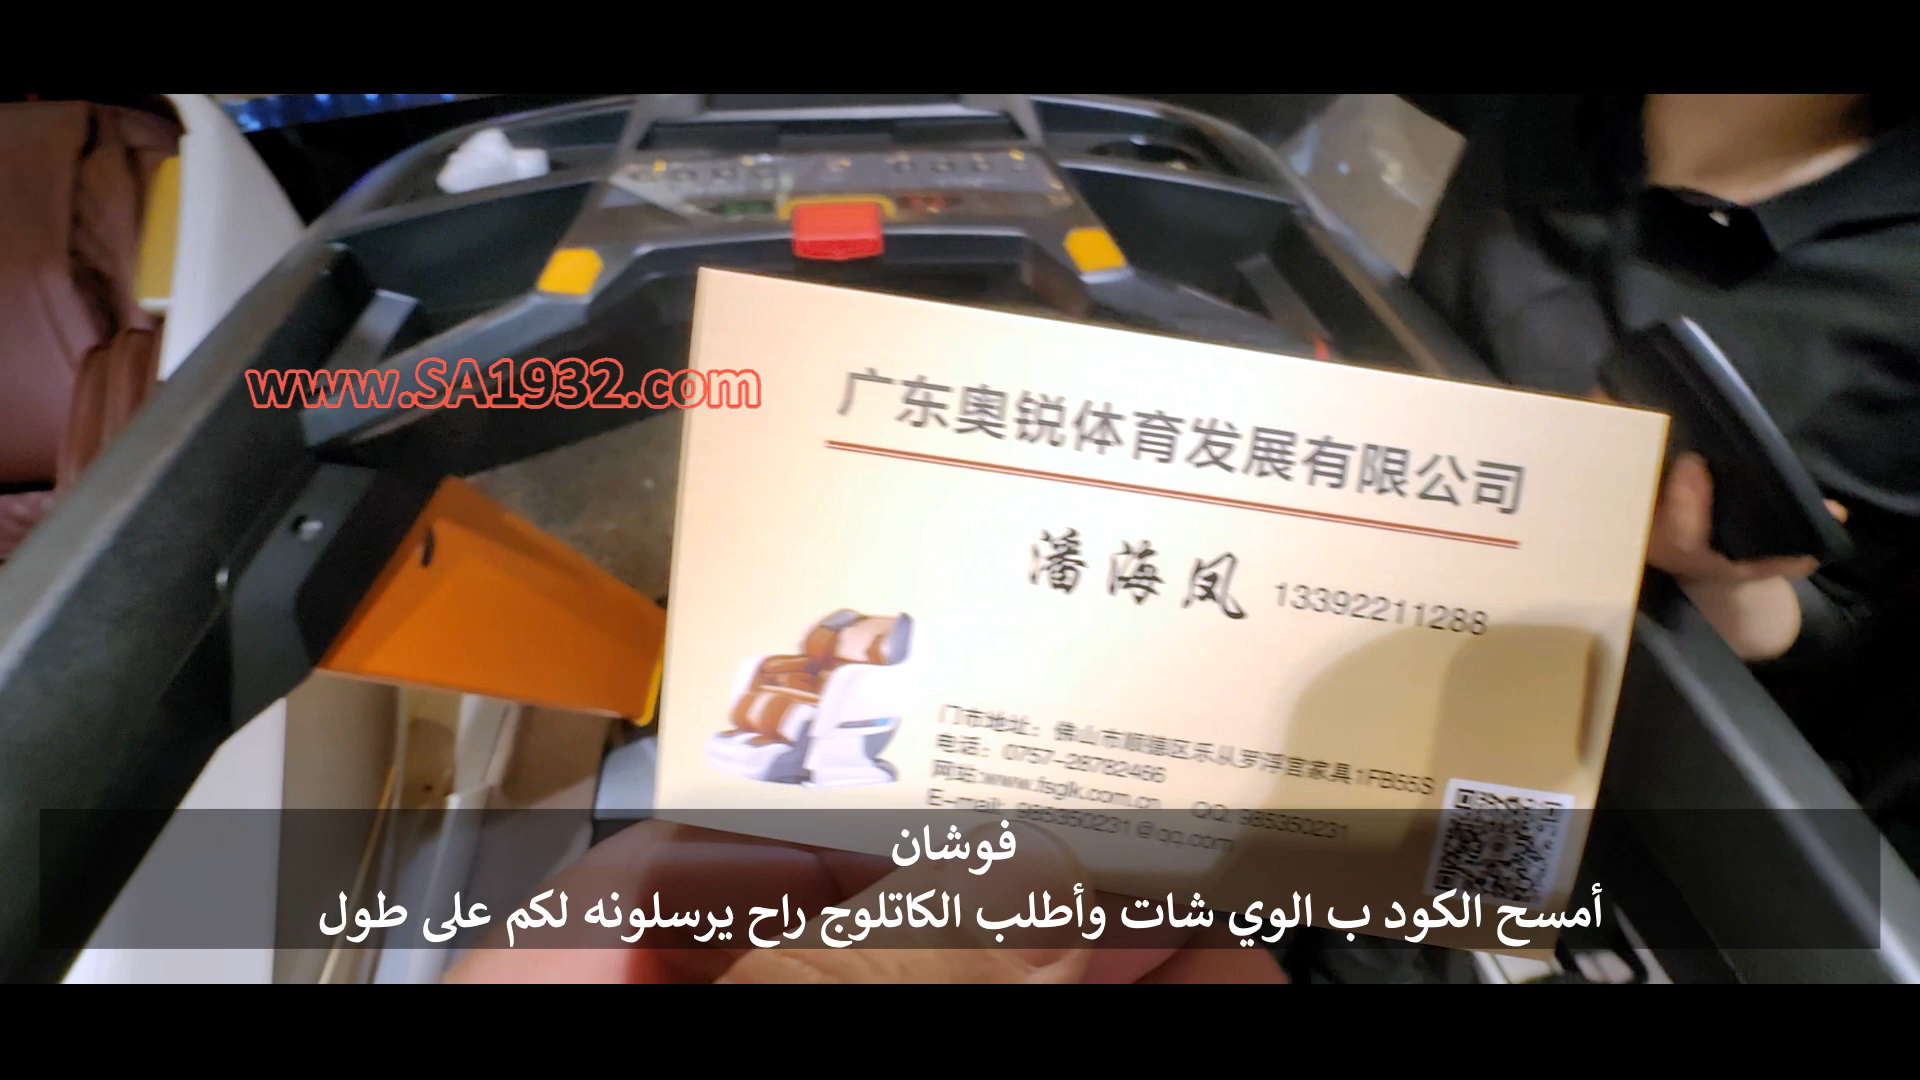 www.SA1932.com
广东奥锐体育发展有限公司
潘海凤 13392211288
门市地址：佛山市顺德区乐从罗浮宫家具1FB55S
电话：0757-28782466
网站:www.fsglk.com.cn QQ: 985350231
E-mail: 985350231@qq.com
فوشان
أمسح الكود ب الوي شات وأطلب الكاتلوج راح يرسلونه لكم على طول